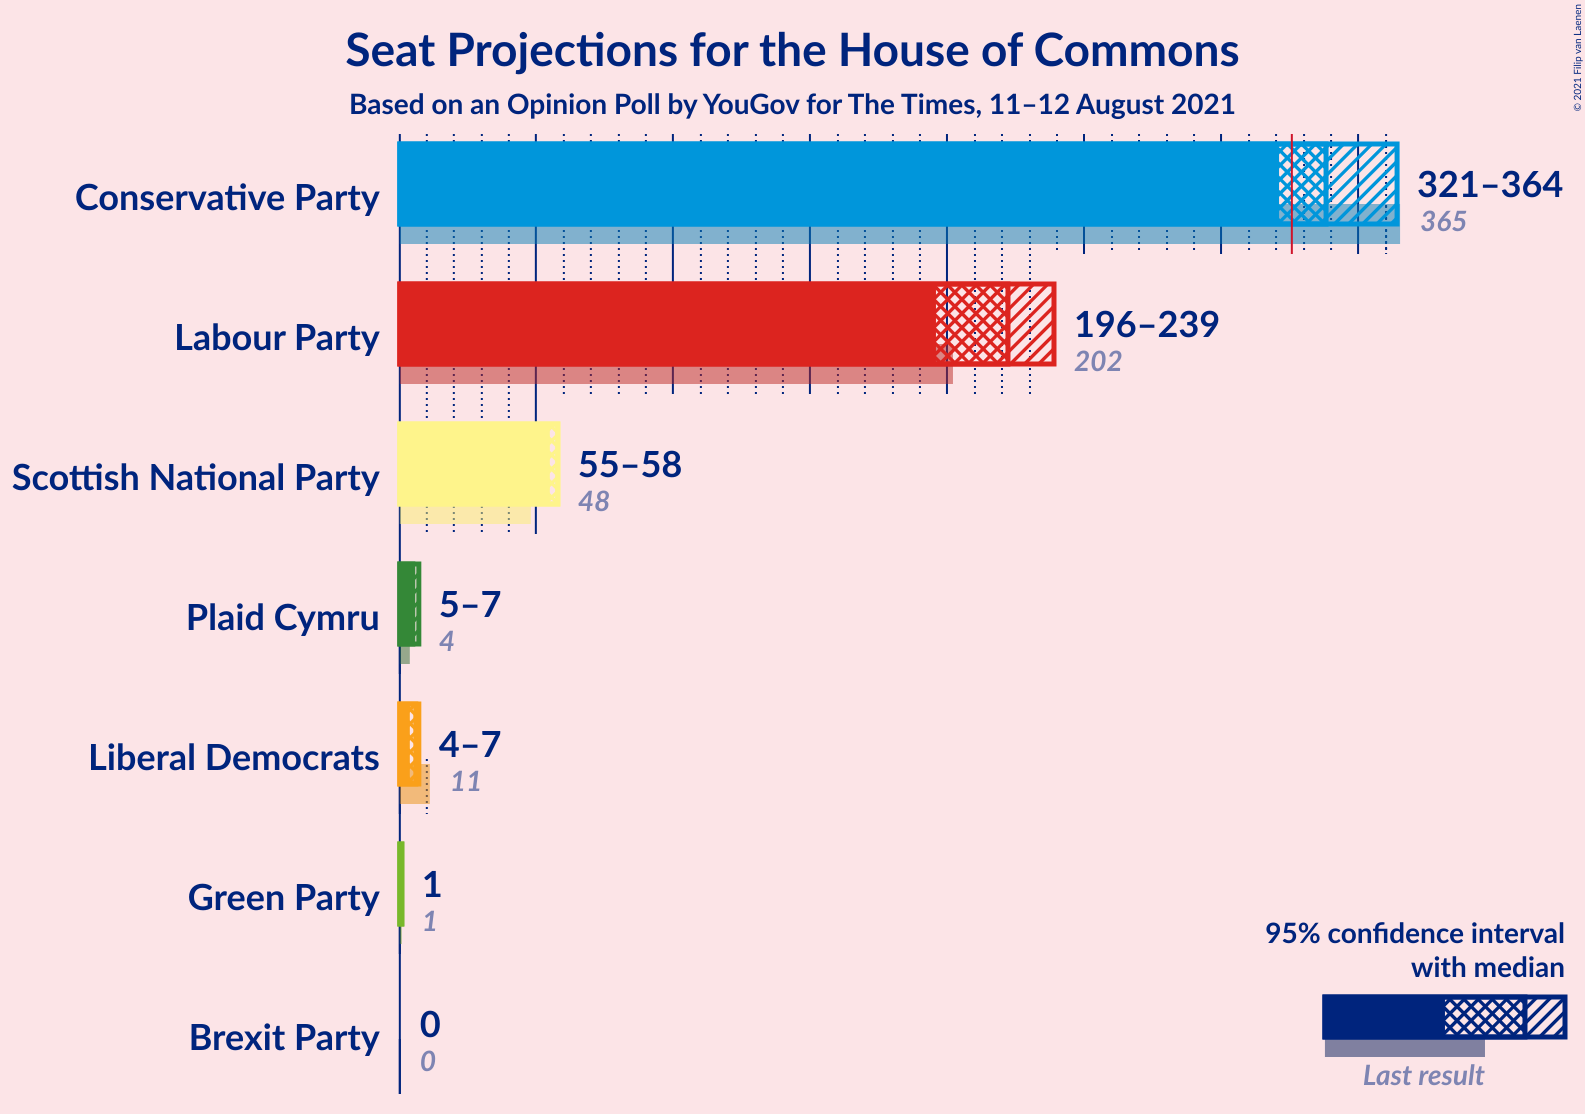 Seat Projections for the House of Commons
Based on an Opinion Poll by YouGov for The Times, 11–12 August 2021
© 2021 Filip van Laenen
Conservative Party
321–364
365
Labour Party
196–239
202
Scottish National Party
55–58
48
Plaid Cymru
5–7
4
Liberal Democrats
4–7
11
Green Party
1
1
Brexit Party
0
0
95% confidence interval
with median
Last result